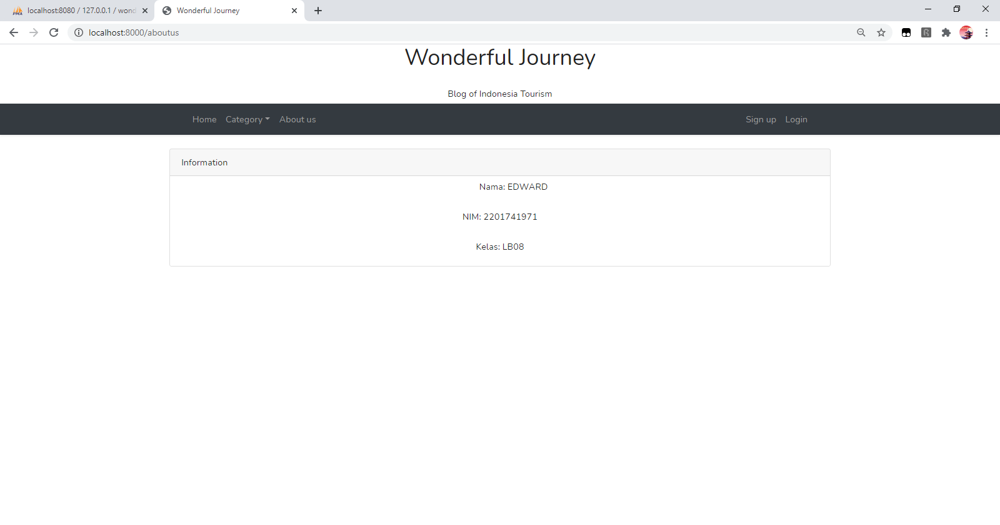 localhost:8080 / 127.0.0.1 / wond
Wonderful Journey
localhost:8000/aboutus
Wonderful Journey
Blog of Indonesia Tourism
Home Category About us Sign up Login
Information
Nama: EDWARD
NIM: 2201741971
Kelas: LB08